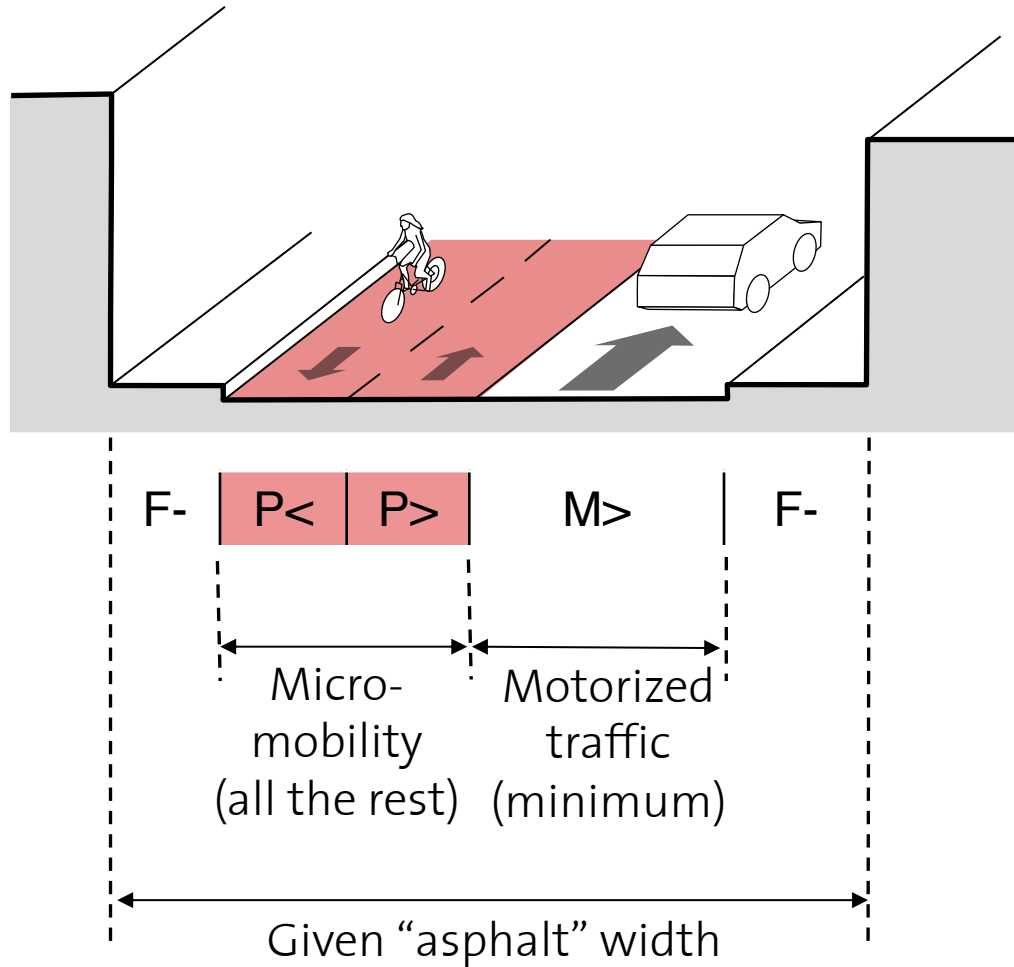 F- P< P> M> F-
Micro-
mobility
(all the rest)
Motorized
traffic
(minimum)
Given “asphalt” width